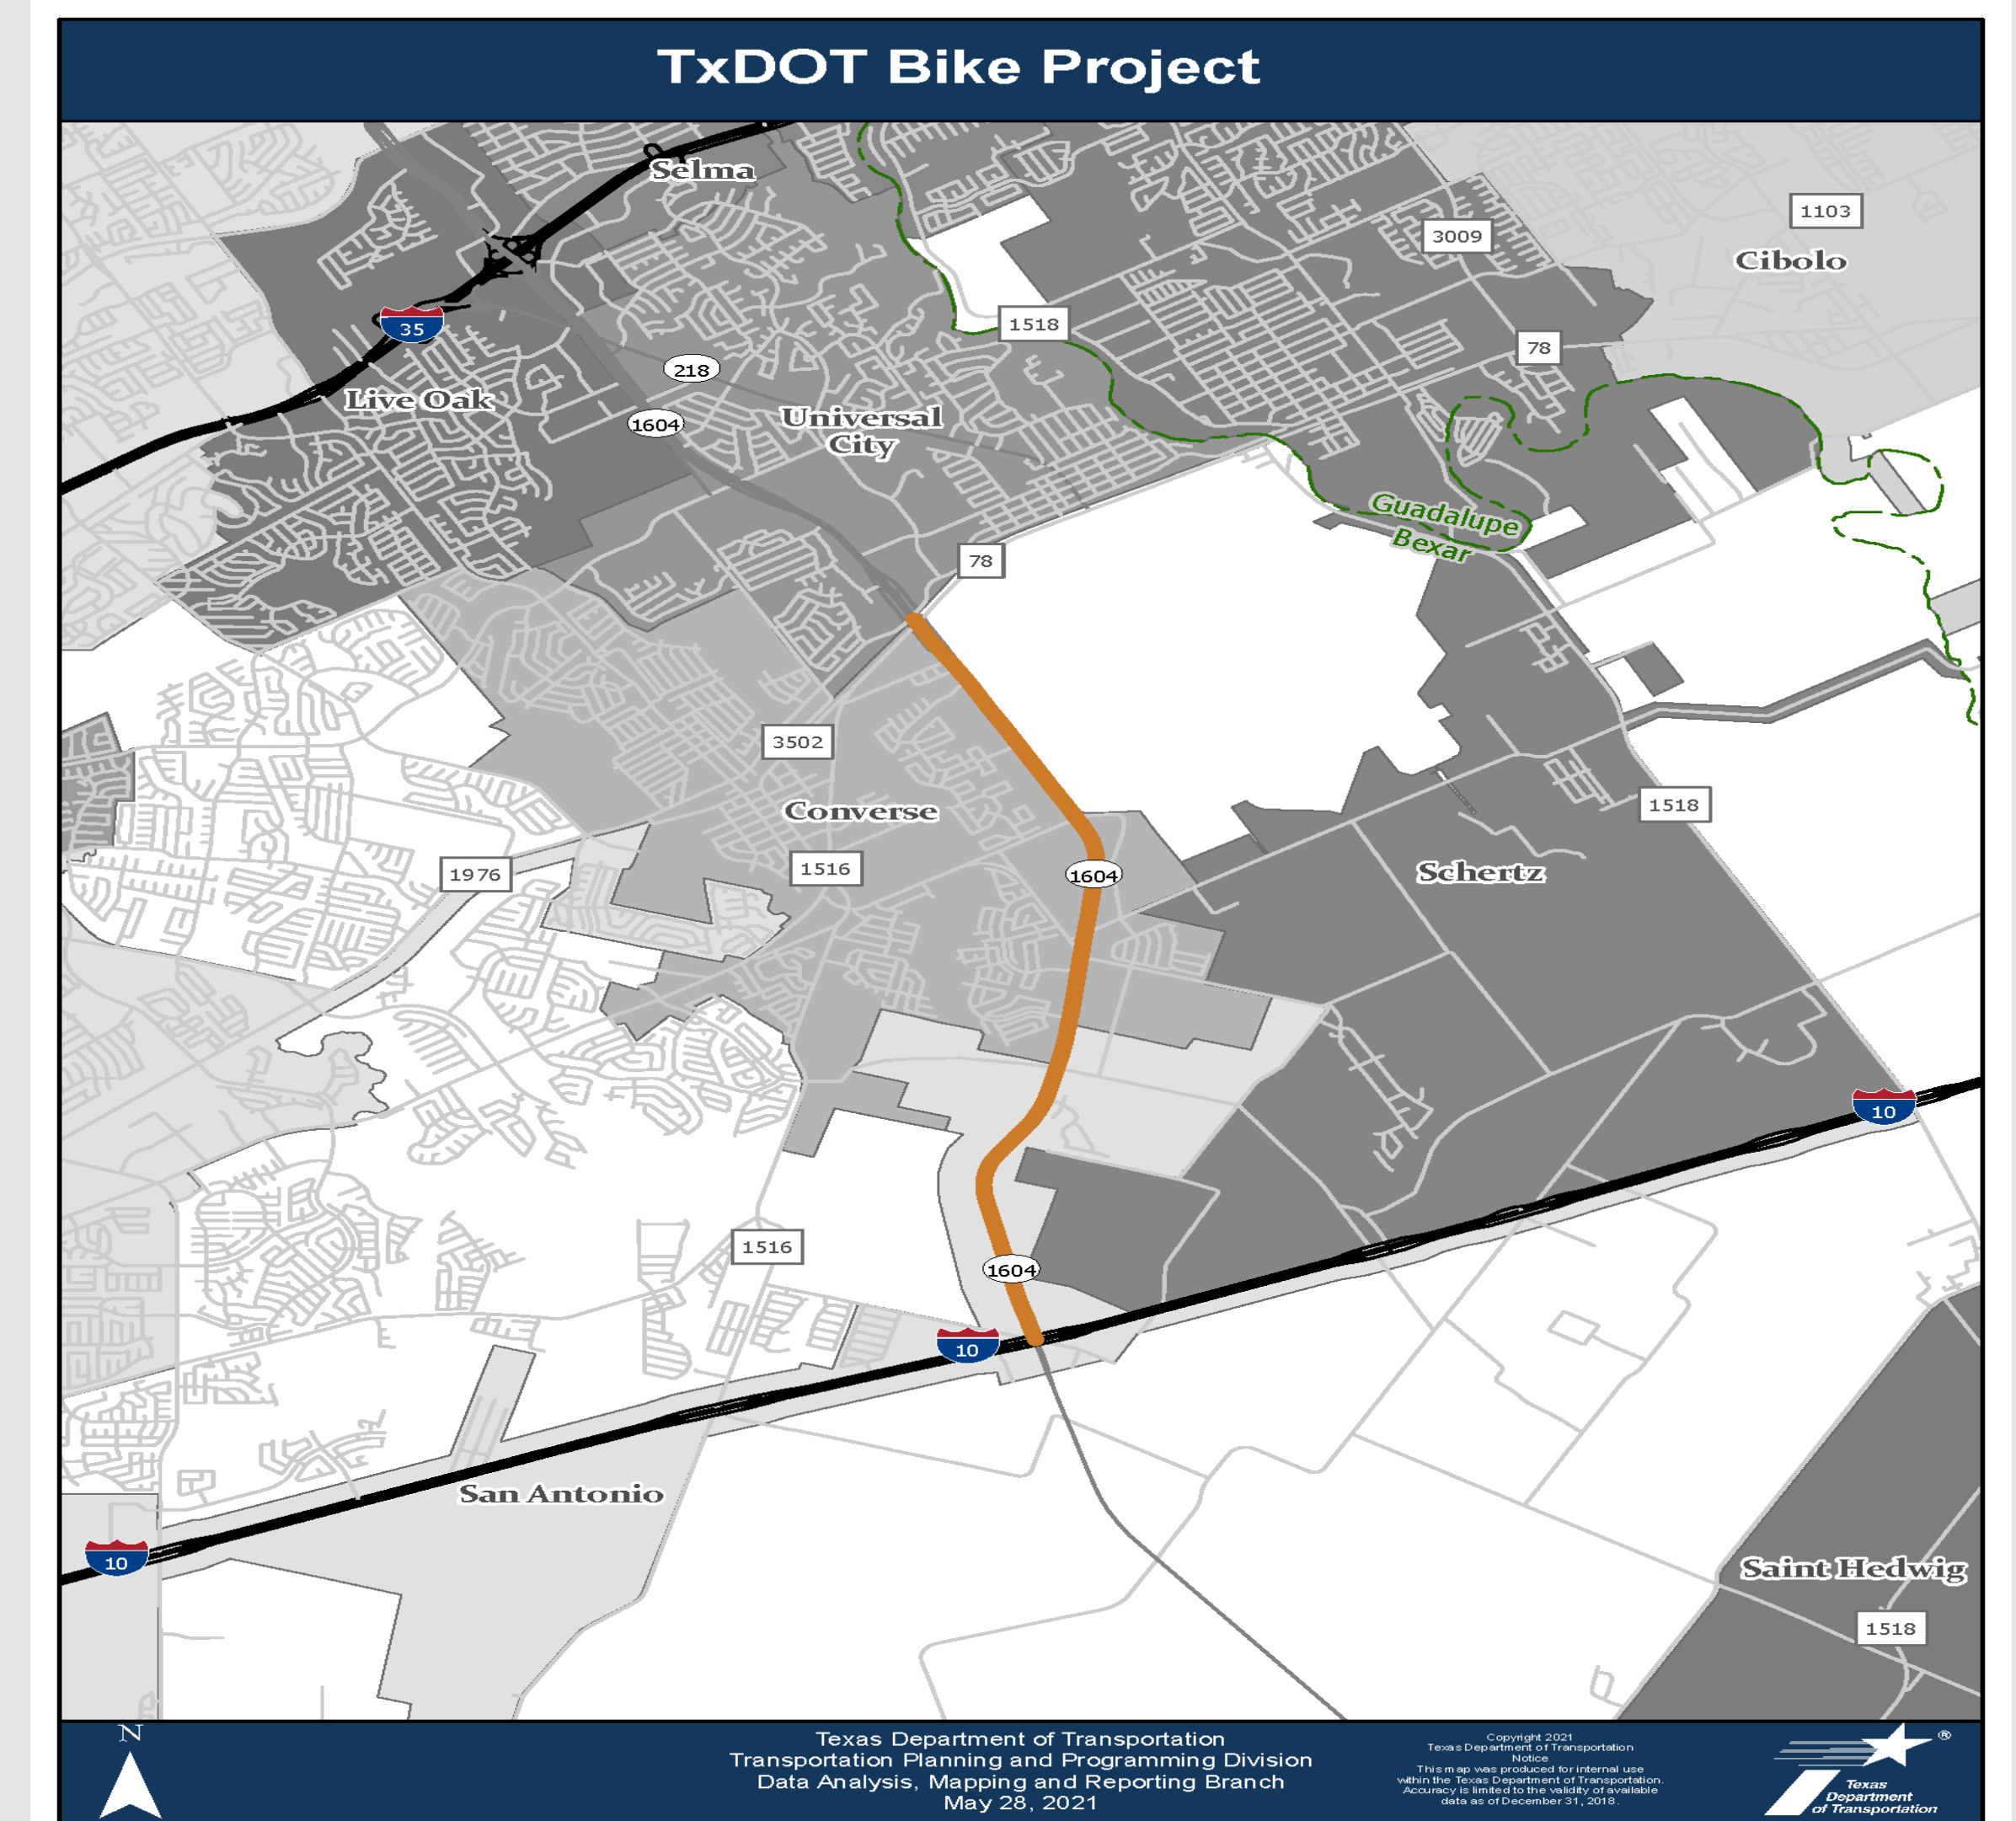 TxDOT Bike Project
Selma
1103
3009
Cibolo
35
1518
78
218
Live Oak
Universal
City
1604
Guadalupe
Bexar
78
3502
Converse
1518
1976
1516
1604
Schertz
10
1516
1604
10
San Antonio
10
Saint Hedwig
1518
N
Texas Department of Transportation
Transportation Planning and Programming Division
Data Analysis, Mapping and Reporting Branch
May 28, 2021
Copyright 2021
Texas Department of Transportation
Notice
This map was produced for internal use
within the Texas Department of Transportation.
Accuracy is limited to the validity of available
data as of December 31, 2018.
®
Texas
Department
of Transportation